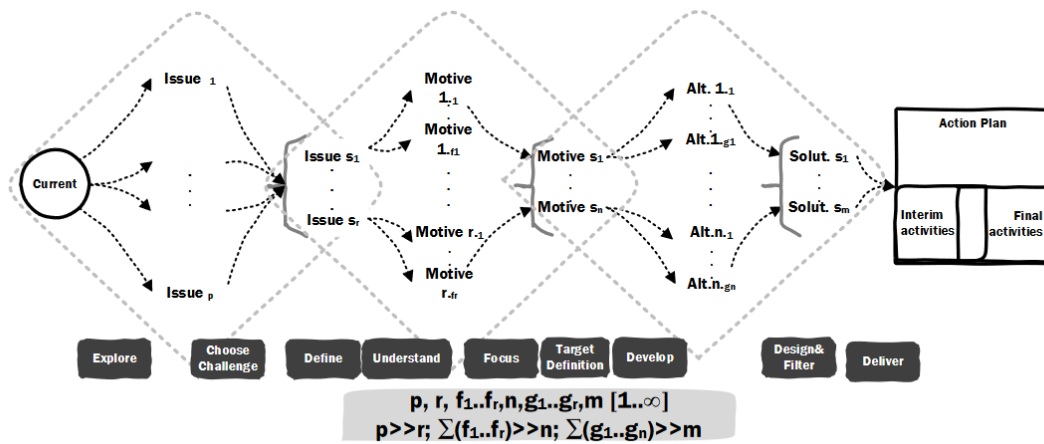 Current
Issue 1
.
.
.
Issue p
Issue s1
.
.
.
Issue sr
Motive
1.1
.
.
Motive
1.f1
.
.
.
Motive r.1
.
.
Motive
r.fr
Motive s1
.
.
Motive sn
Alt. 1.1
.
.
Alt.1.g1
.
.
.
Alt.n.1
.
.
Alt.n.gn
Solut. s1
.
.
Solut. sm
Action Plan
Interim
activities
Final
activities
Explore
Choose
Challenge
Define
Understand
Focus
Target
Definition
Develop
Design&
Filter
Deliver
p, r, f1..fr,n,g1..gr,m [1..∞]
p>>r; ∑(f1..fr)>>n; ∑(g1..gn)>>m